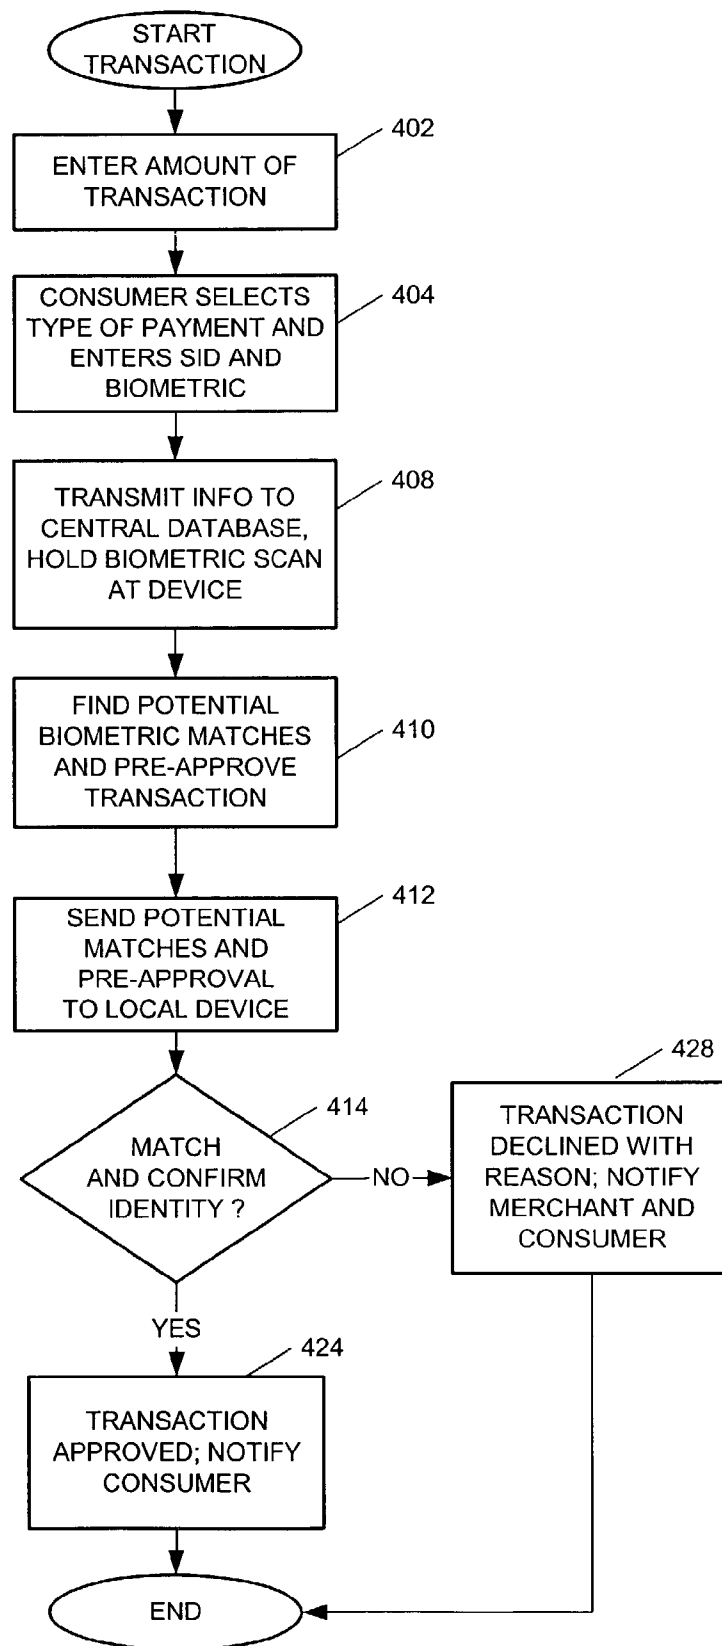 START
TRANSACTION
402
ENTER AMOUNT OF
TRANSACTION
404
CONSUMER SELECTS
TYPE OF PAYMENT AND
ENTERS SID AND
BIOMETRIC
408
TRANSMIT INFO TO
CENTRAL DATABASE,
HOLD BIOMETRIC SCAN
AT DEVICE
410
FIND POTENTIAL
BIOMETRIC MATCHES
AND PRE-APPROVE
TRANSACTION
412
SEND POTENTIAL
MATCHES AND
PRE-APPROVAL
TO LOCAL DEVICE
414
MATCH
AND CONFIRM
IDENTITY ?
NO
428
TRANSACTION
DECLINED WITH
REASON; NOTIFY
MERCHANT AND
CONSUMER
YES
424
TRANSACTION
APPROVED; NOTIFY
CONSUMER
END